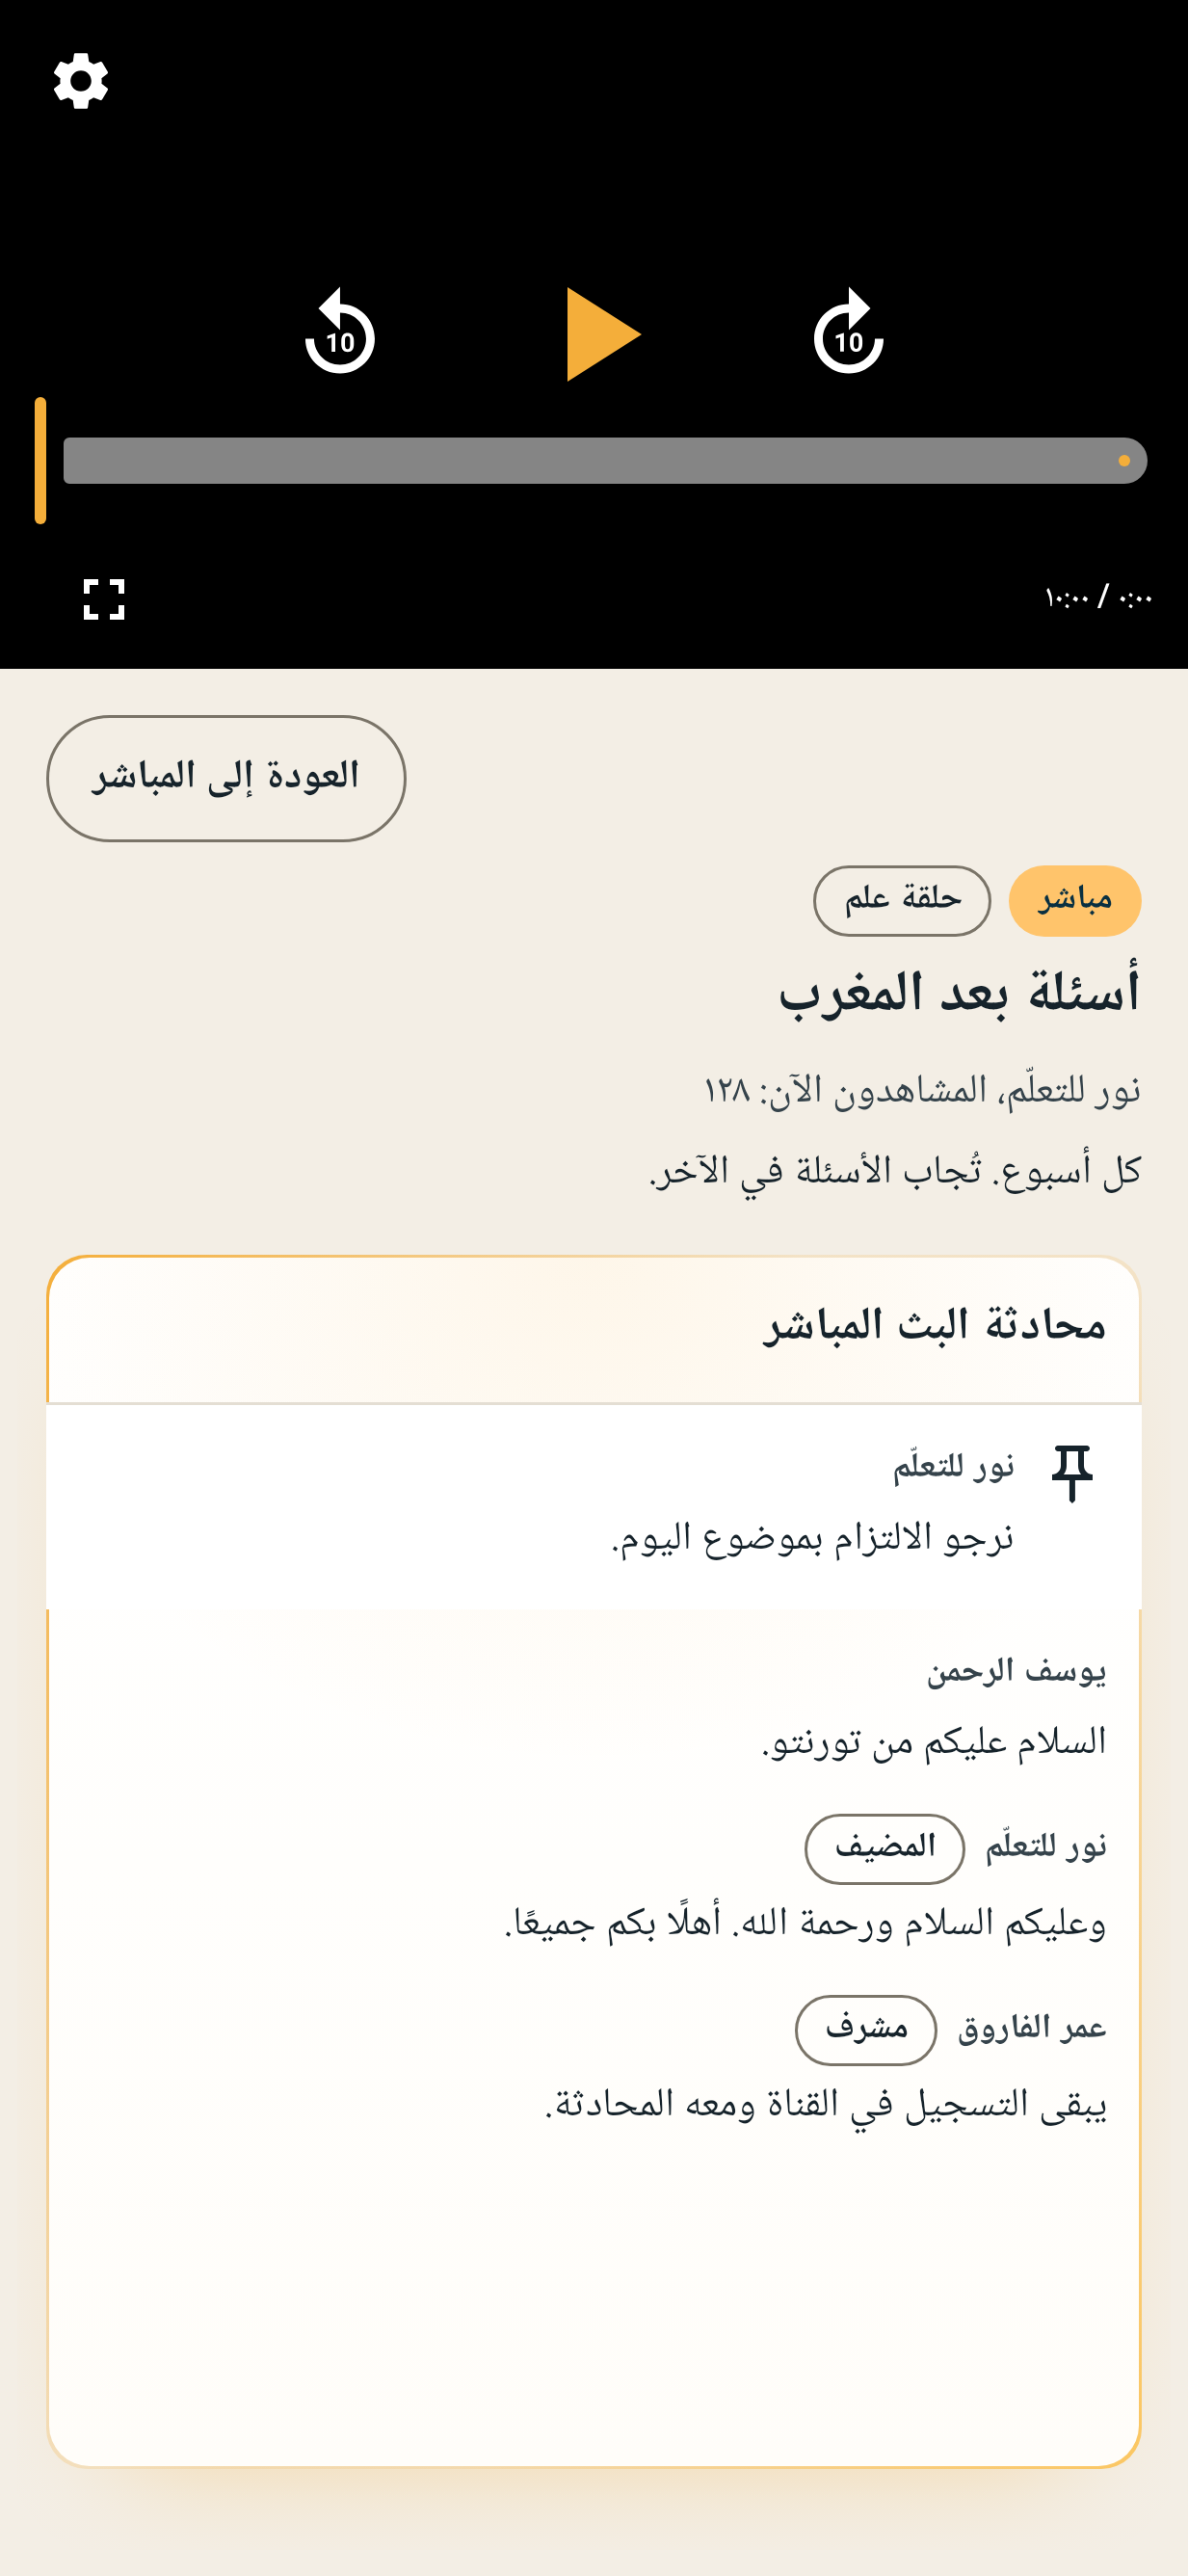 10
10
٠:٠٠ / ١٠:٠٠
العودة إلى المباشر
مباشر
حلقة علم
أسئلة بعد المغرب
نور للتعلّم، المشاهدون الآن: ١٢٨
كل أسبوع. تُجاب الأسئلة في الآخر.
محادثة البث المباشر
نور للتعلّم
نرجو الالتزام بموضوع اليوم.
يوسف الرحمن
السلام عليكم من تورنتو.
نور للتعلّم المضيف
وعليكم السلام ورحمة الله. أهلًا بكم جميعًا.
عمر الفاروق مشرف
يبقى التسجيل في القناة ومعه المحادثة.